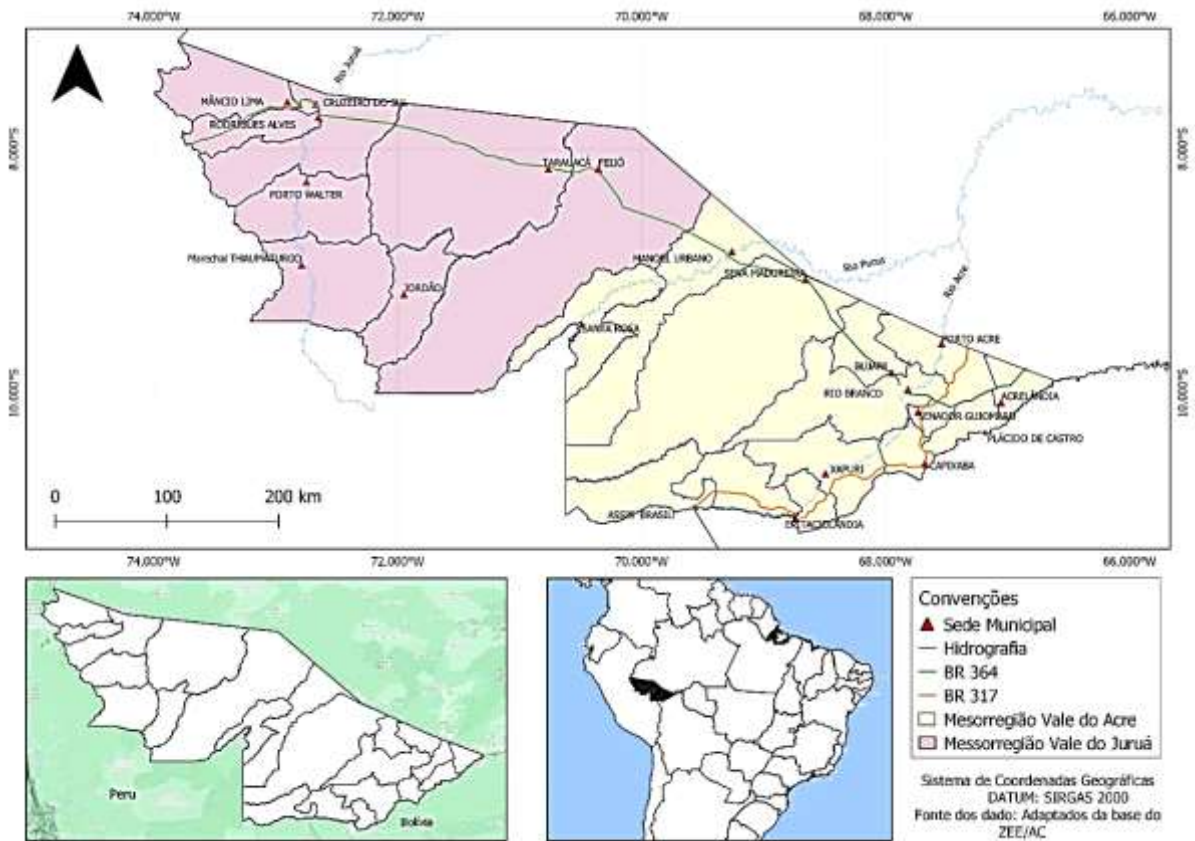 74.000°W 72.000°W 70.000°W 68.000°W 66.000°W
Rio Juruá
MÂNCIO LIMA
CRUZEIRO DO SUL
RODRIGUES ALVES
8.000°S
8.000°S
TARAUACÁ
FEIJÓ
PORTO WALTER
Marechal THAUMATURGO
JORDÃO
MANOEL URBANO
SENA MADUREIRA
Rio Purus
Rio Acre
SANTA ROSA
PORTO ACRE
BUJARI
RIO BRANCO
ACRELÂNDIA
SENADOR GUIOMARD
10.000°S
10.000°S
PLÁCIDO DE CASTRO
XAPURI
CAPIXABA
ASSIS BRASIL
EPITACIOLÂNDIA
0 100 200 km
74.000°W 72.000°W 70.000°W 68.000°W 66.000°W
Peru
Bolívia
Convenções
Sede Municipal
Hidrografia
BR 364
BR 317
Mesorregião Vale do Acre
Messorregião Vale do Juruá
Sistema de Coordenadas Geográficas
DATUM: SIRGAS 2000
Fonte dos dado: Adaptados da base do
ZEE/AC